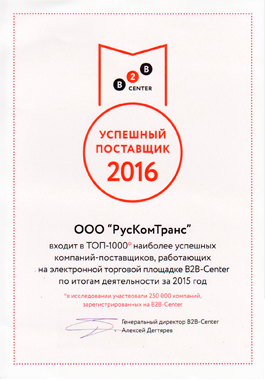 B 2 B
CENTER
УСПЕШНЫЙ
ПОСТАВЩИК
2016
ООО "РусКомТранс"
входит в ТОП-1000* наиболее успешных
компаний-поставщиков, работающих
на электронной торговой площадке B2B-Center
по итогам деятельности за 2015 год
*в исследовании участвовали 230 000 компаний,
зарегистрированных на B2B-Center
Генеральный директор B2B-Center
Алексей Дегтярев